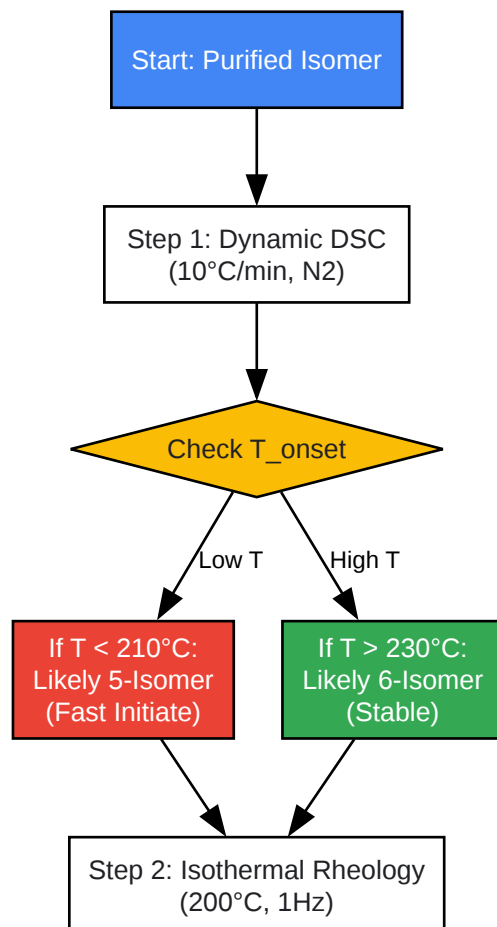 Start: Purified Isomer
Step 1: Dynamic DSC
(10°C/min, N2)
Check T_onset
Low T
High T
If T < 210°C:
Likely 5-Isomer
(Fast Initiate)
If T > 230°C:
Likely 6-Isomer
(Stable)
Step 2: Isothermal Rheology
(200°C, 1Hz)